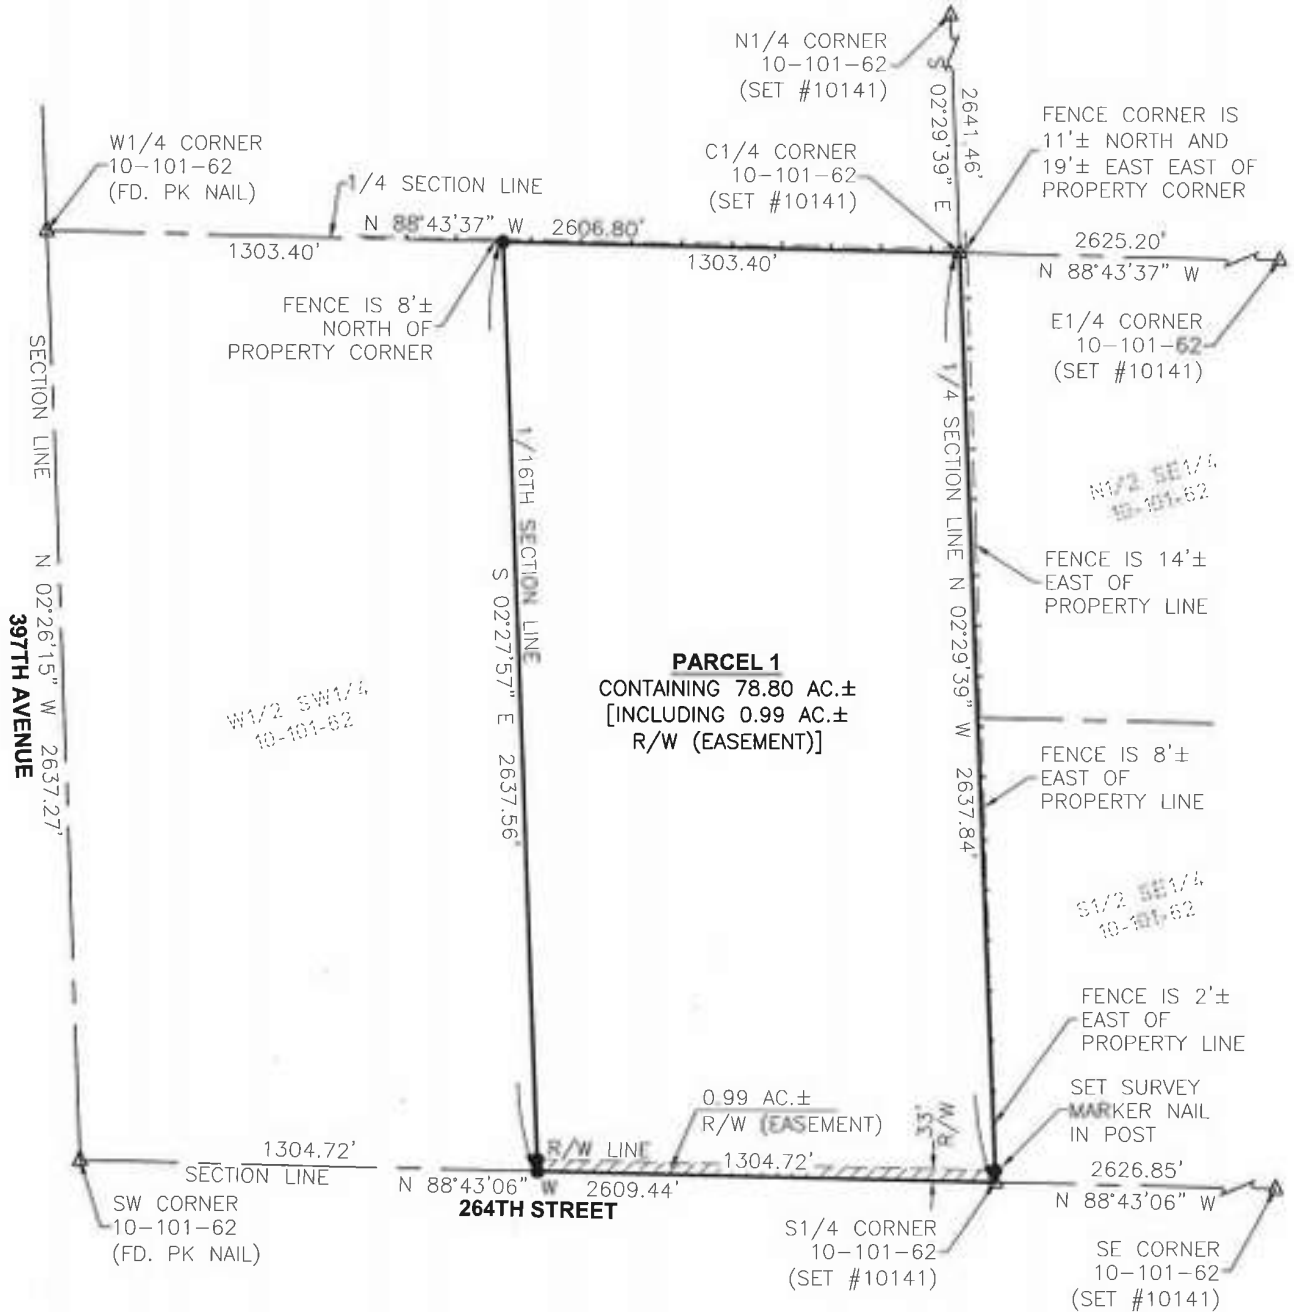 N1/4 CORNER
10-101-62
(SET #10141)
S 02°29'39" E
2641.46'
FENCE CORNER IS
11'± NORTH AND
19'± EAST EAST OF
PROPERTY CORNER
W1/4 CORNER
10-101-62
(FD. PK NAIL)
C1/4 CORNER
10-101-62
(SET #10141)
1/4 SECTION LINE
N 88°43'37" W 2606.80'
1303.40'
1303.40'
2625.20'
N 88°43'37" W
FENCE IS 8'±
NORTH OF
PROPERTY CORNER
E1/4 CORNER
10-101-62
(SET #10141)
SECTION LINE N 02°26'15" W 2637.27'
397TH AVENUE
1/16TH SECTION LINE
S 02°27'57" E 2637.56'
1/4 SECTION LINE N 02°29'39" W 2637.84'
N1/2 SE1/4
10-101-62
FENCE IS 14'±
EAST OF
PROPERTY LINE
W1/2 SW1/4
10-101-62
PARCEL 1
CONTAINING 78.80 AC.±
[INCLUDING 0.99 AC.±
R/W (EASEMENT)]
FENCE IS 8'±
EAST OF
PROPERTY LINE
S1/2 SE1/4
10-101-62
FENCE IS 2'±
EAST OF
PROPERTY LINE
SET SURVEY
MARKER NAIL
IN POST
0.99 AC.±
R/W (EASEMENT)
33'
R/W
R/W LINE
1304.72'
SECTION LINE
1304.72'
N 88°43'06" W 2609.44'
264TH STREET
2626.85'
N 88°43'06" W
SW CORNER
10-101-62
(FD. PK NAIL)
S1/4 CORNER
10-101-62
(SET #10141)
SE CORNER
10-101-62
(SET #10141)